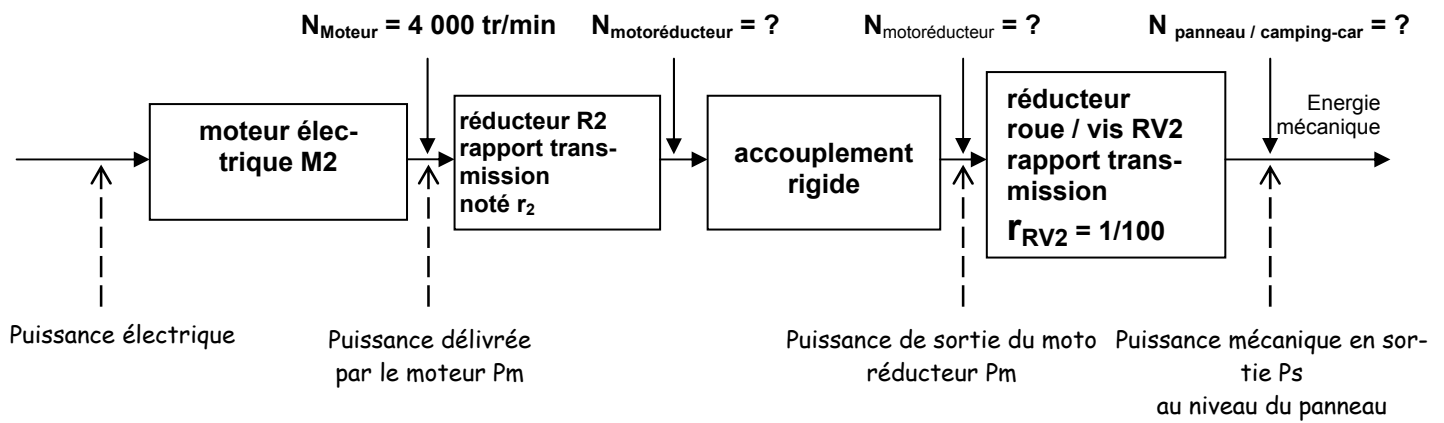 N Moteur = 4 000 tr/min
N motoréducteur = ?
N motoréducteur = ?
N panneau / camping-car = ?
moteur élec-
trique M2
réducteur R2
rapport trans-
mission
noté r2
accouplement
rigide
réducteur
roue / vis RV2
rapport trans-
mission
rRV2 = 1/100
Energie
mécanique
Puissance électrique
Puissance délivrée
par le moteur Pm
Puissance de sortie du moto
réducteur Pm
Puissance mécanique en sor-
tie Ps
au niveau du panneau